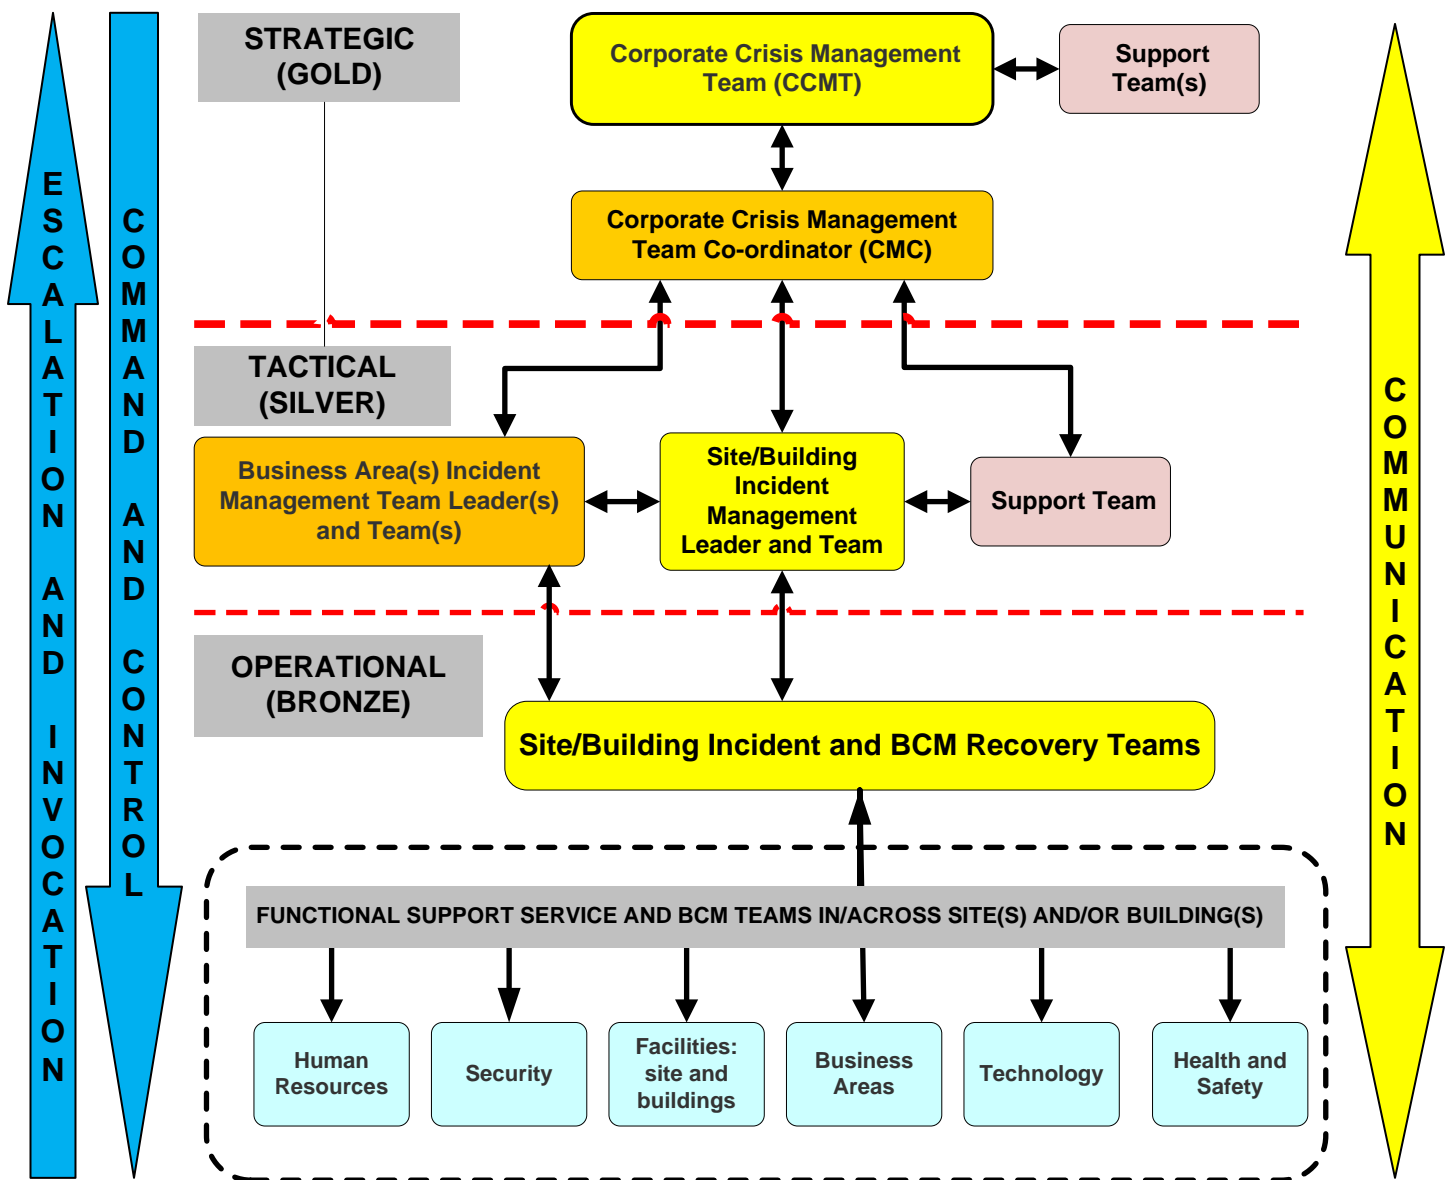 STRATEGIC
(GOLD)
Corporate Crisis Management
Team (CCMT)
Support
Team(s)
Corporate Crisis Management
Team Co-ordinator (CMC)
TACTICAL
(SILVER)
Business Area(s) Incident
Management Team Leader(s)
and Team(s)
Site/Building
Incident
Management
Leader and Team
Support Team
OPERATIONAL
(BRONZE)
Site/Building Incident and BCM Recovery Teams
FUNCTIONAL SUPPORT SERVICE AND BCM TEAMS IN/ACROSS SITE(S) AND/OR BUILDING(S)
Human
Resources
Security
Facilities:
site and
buildings
Business
Areas
Technology
Health and
Safety
ESCALATION AND INVOCATION
COMMAND AND CONTROL
COMMUNICATION